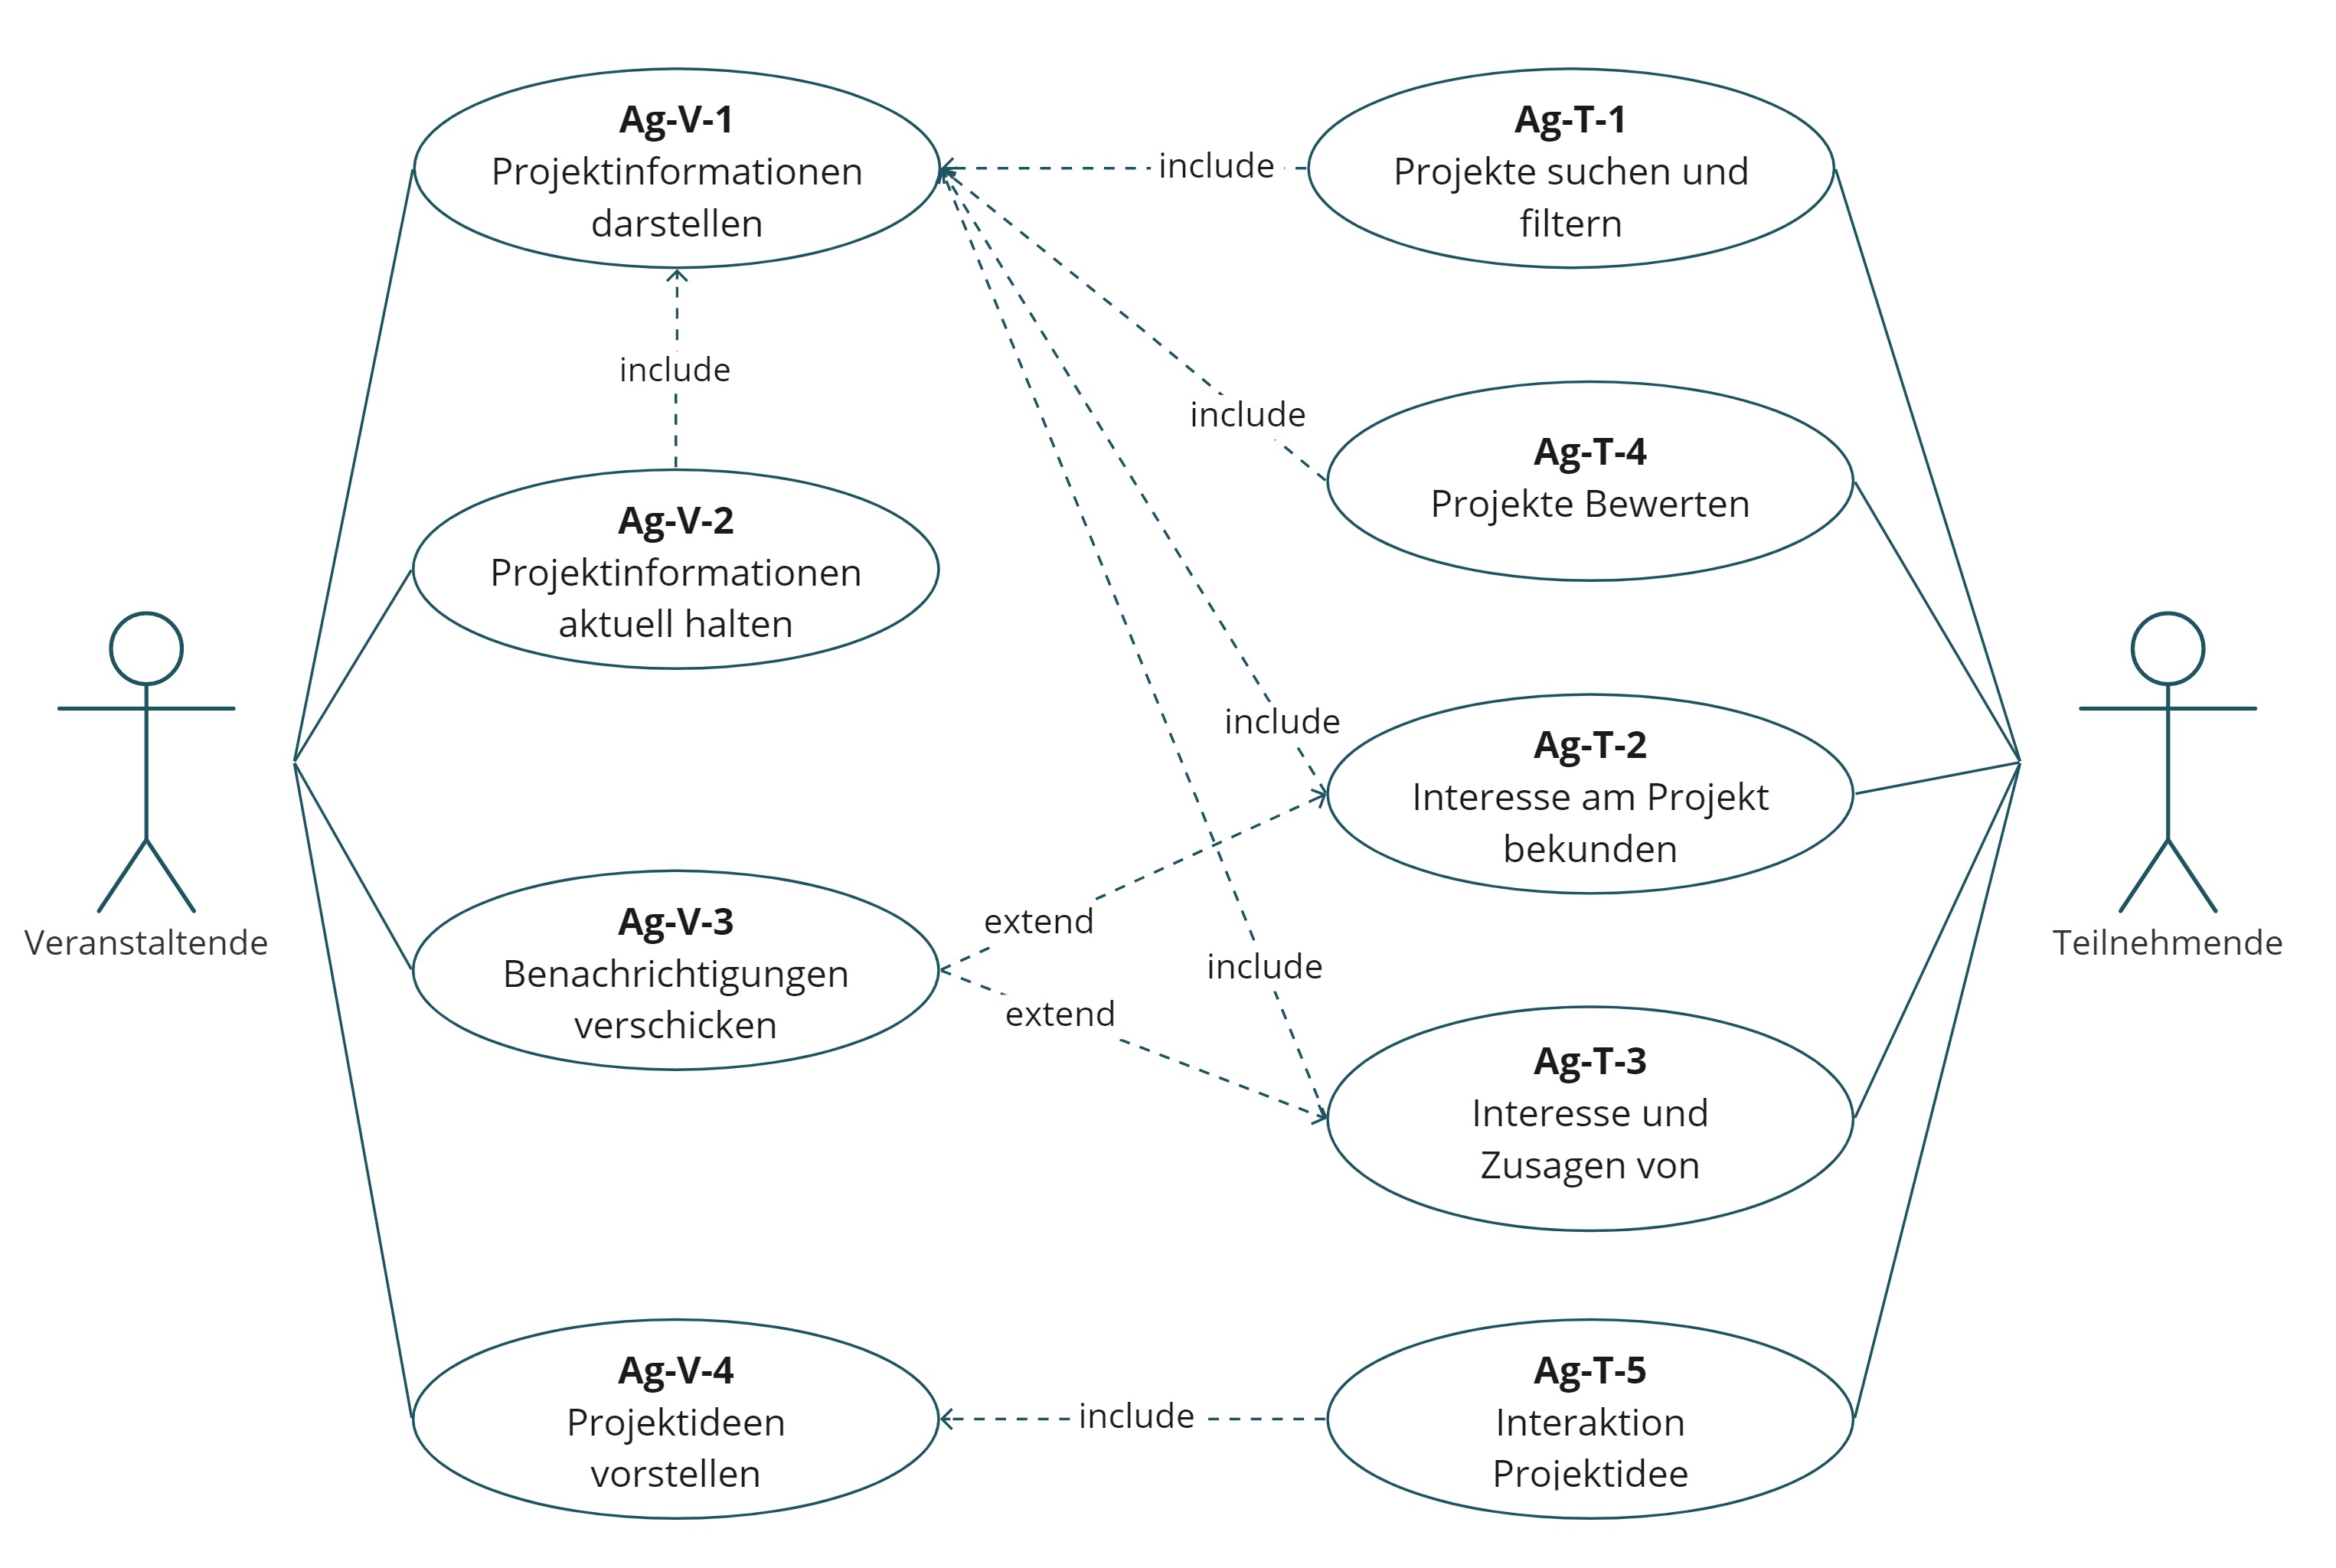 Ag-V-1
Projektinformationen
darstellen
include
Ag-T-1
Projekte suchen und
filtern
include
include
Ag-T-4
Projekte Bewerten
Ag-V-2
Projektinformationen
aktuell halten
include
Ag-T-2
Interesse am Projekt
bekunden
Veranstaltende
Teilnehmende
Ag-V-3
Benachrichtigungen
verschicken
extend
include
extend
Ag-T-3
Interesse und
Zusagen von
Ag-V-4
Projektideen
vorstellen
include
Ag-T-5
Interaktion
Projektidee